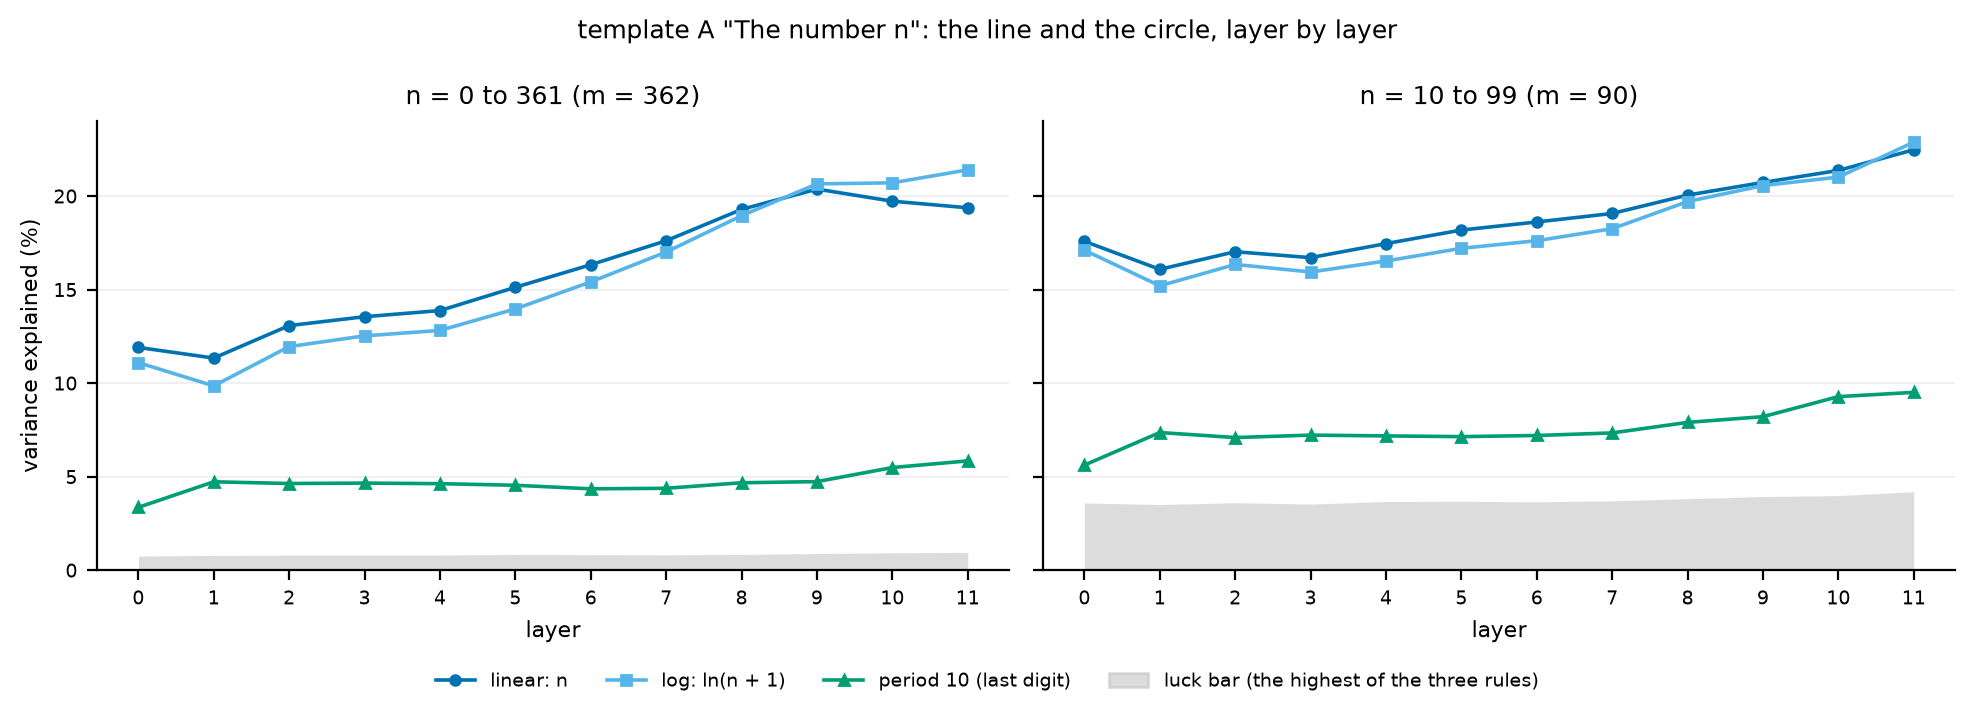 template A "The number n": the line and the circle, layer by layer
n = 0 to 361 (m = 362)
n = 10 to 99 (m = 90)
variance explained (%)
20
15
10
5
0
0 1 2 3 4 5 6 7 8 9 10 11
0 1 2 3 4 5 6 7 8 9 10 11
layer
layer
linear: n
log: ln(n + 1)
period 10 (last digit)
luck bar (the highest of the three rules)